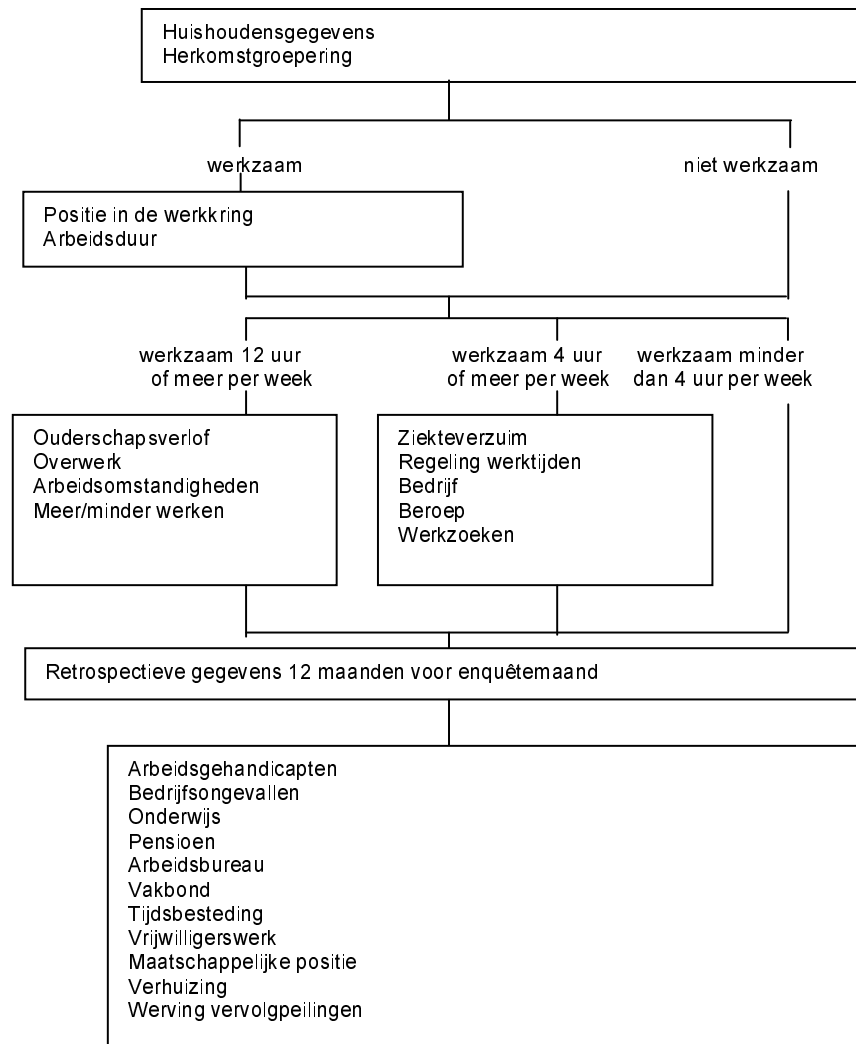 Huishoudensgegevens
Herkomstgroepering
werkzaam
niet werkzaam
Positie in de werkkring
Arbeidsduur
werkzaam 12 uur
of meer per week
werkzaam 4 uur
of meer per week
werkzaam minder
dan 4 uur per week
Ouderschapsverlof
Overwerk
Arbeidsomstandigheden
Meer/minder werken
Ziekteverzuim
Regeling werktijden
Bedrijf
Beroep
Werkzoeken
Retrospectieve gegevens 12 maanden voor enquêtemaand
Arbeidsgehandicapten
Bedrijfsongevallen
Onderwijs
Pensioen
Arbeidsbureau
Vakbond
Tijdsbesteding
Vrijwilligerswerk
Maatschappelijke positie
Verhuizing
Werving vervolgpeilingen